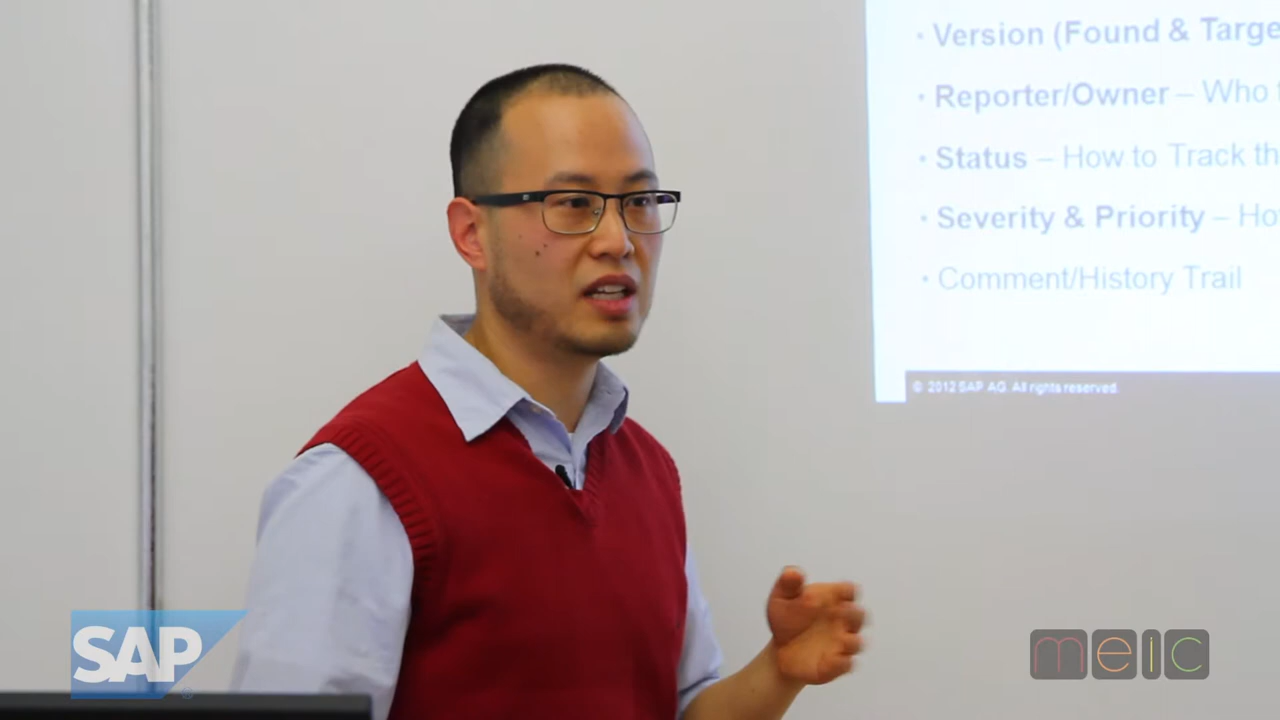 • Version (Found & Targe
• Reporter/Owner – Who
• Status – How to Track th
• Severity & Priority – Ho
• Comment/History Trail
© 2012 SAP AG. All rights reserved.
SAP
®
meic